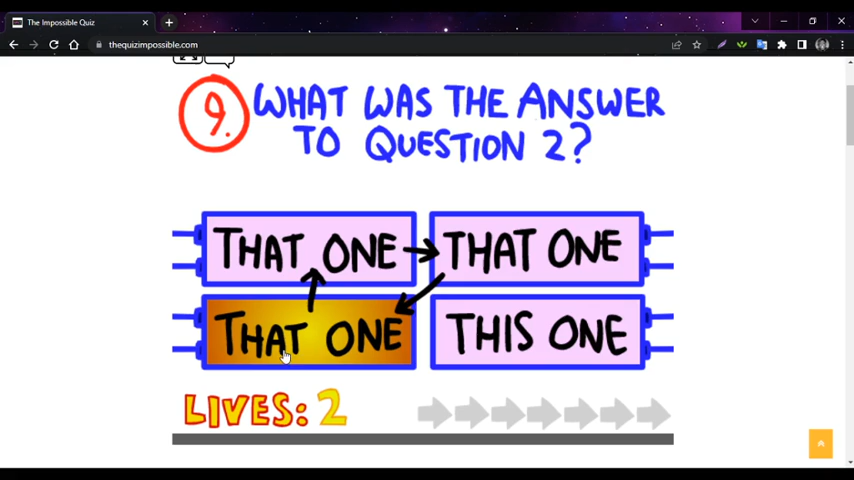 The Impossible Quiz
thequizimpossible.com
9. WHAT WAS THE ANSWER
TO QUESTION 2?
THAT ONE THAT ONE
THAT ONE THIS ONE
LIVES: 2